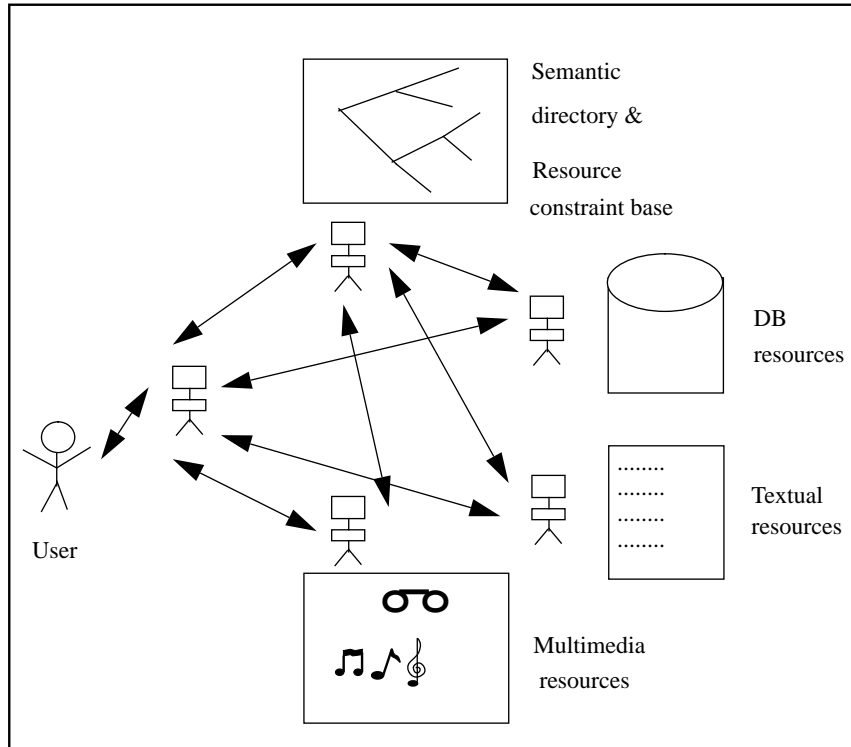 Semantic
directory &
Resource
constraint base
DB
resources
........
........
........
........
Textual
resources
User
Multimedia
resources